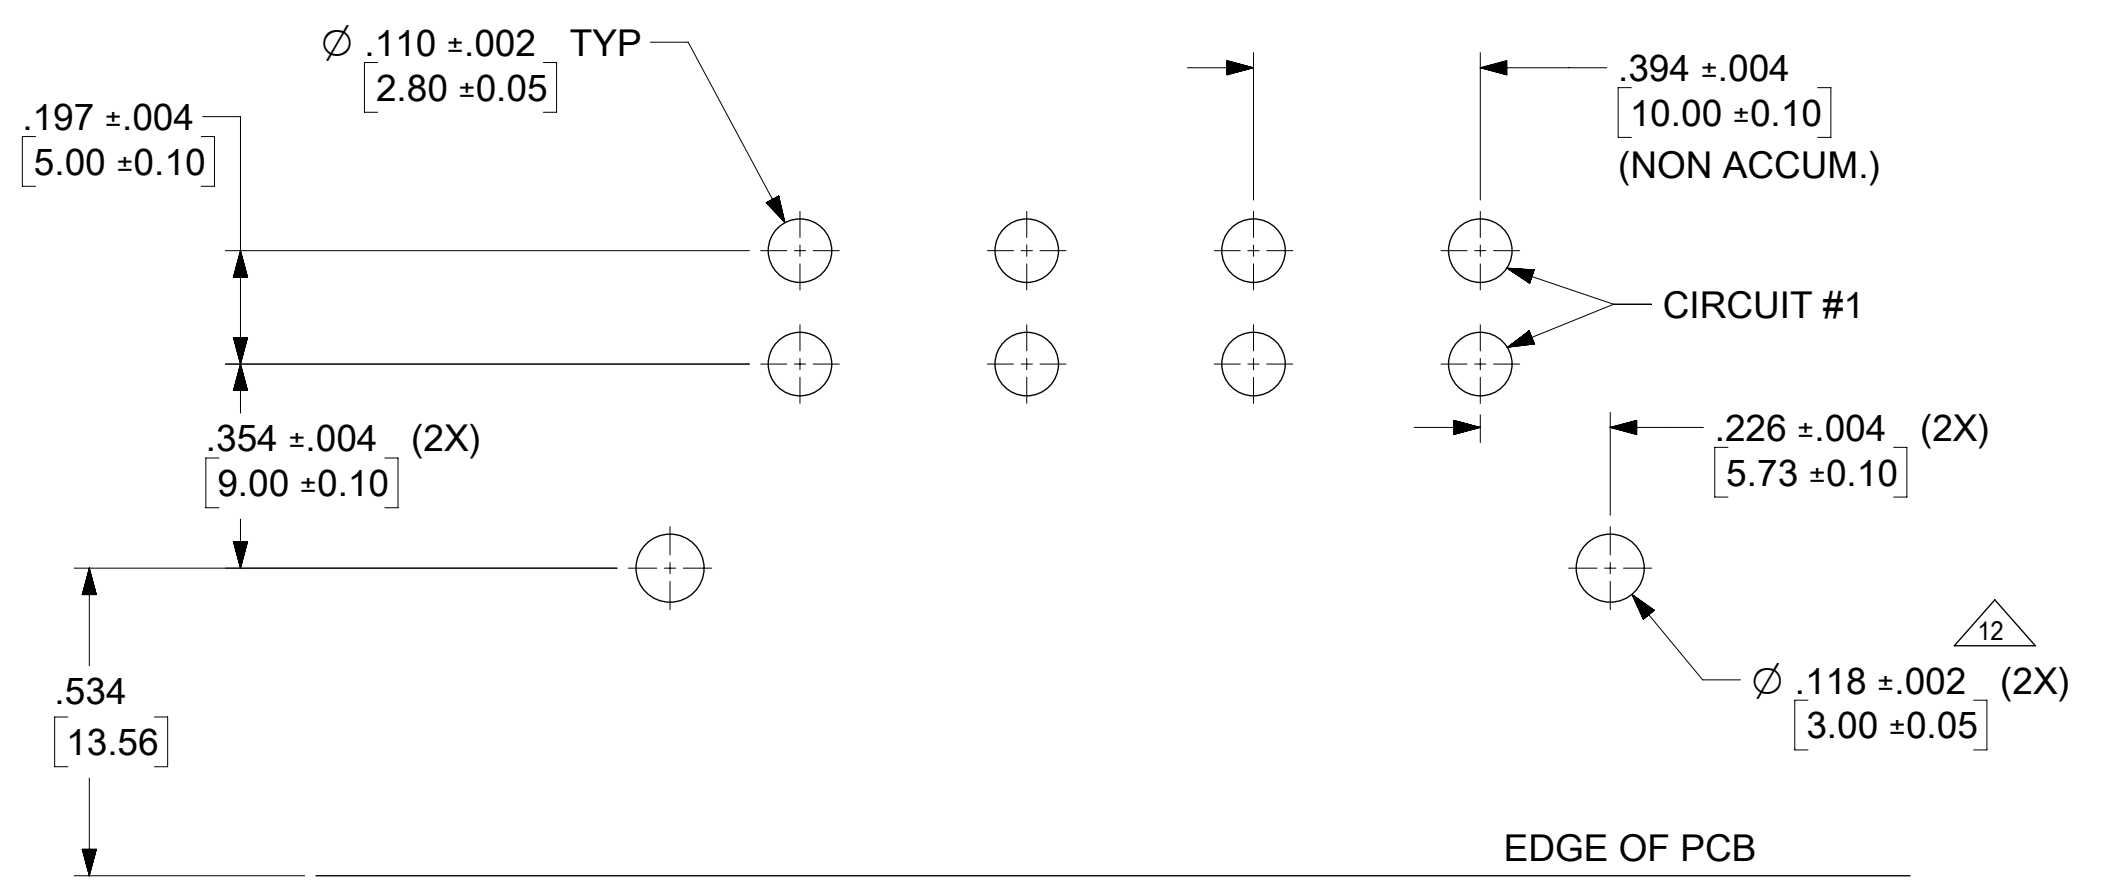 ∅ .110 ±.002 TYP
[2.80 ±0.05]
.394 ±.004
[10.00 ±0.10]
(NON ACCUM.)
.197 ±.004
[5.00 ±0.10]
CIRCUIT #1
.354 ±.004 (2X)
[9.00 ±0.10]
.226 ±.004 (2X)
[5.73 ±0.10]
12
∅ .118 ±.002 (2X)
[3.00 ±0.05]
.534
[13.56]
EDGE OF PCB